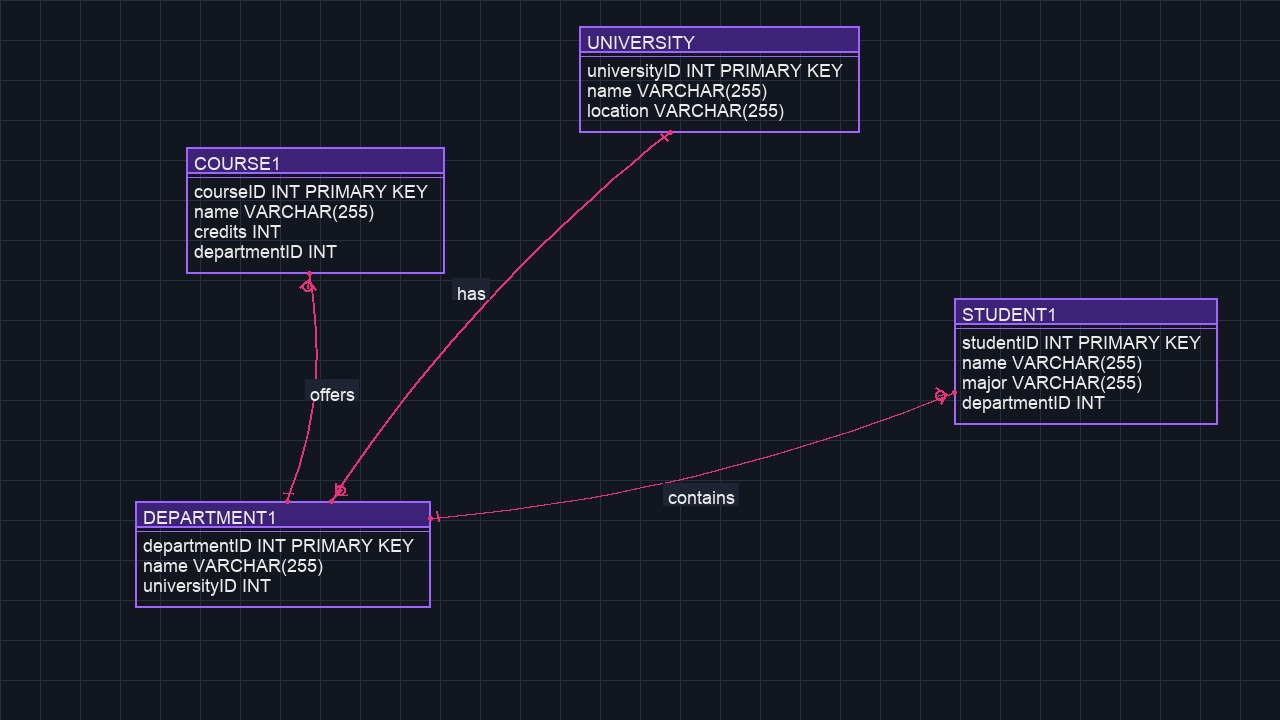 UNIVERSITY
universityID INT PRIMARY KEY
name VARCHAR(255)
location VARCHAR(255)
COURSE1
courseID INT PRIMARY KEY
name VARCHAR(255)
credits INT
departmentID INT
has
STUDENT1
studentID INT PRIMARY KEY
name VARCHAR(255)
major VARCHAR(255)
departmentID INT
offers
contains
DEPARTMENT1
departmentID INT PRIMARY KEY
name VARCHAR(255)
universityID INT